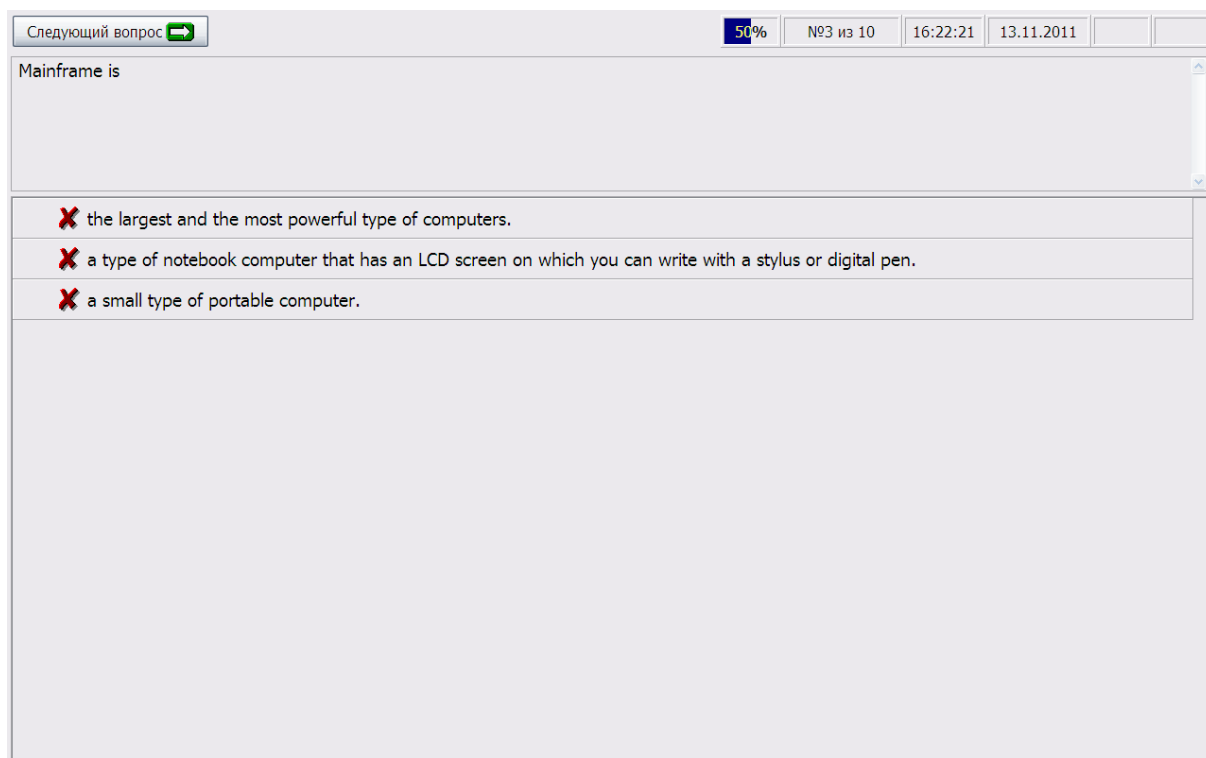 Следующий вопрос
50% №3 из 10 16:22:21 13.11.2011
Mainframe is
the largest and the most powerful type of computers.
a type of notebook computer that has an LCD screen on which you can write with a stylus or digital pen.
a small type of portable computer.